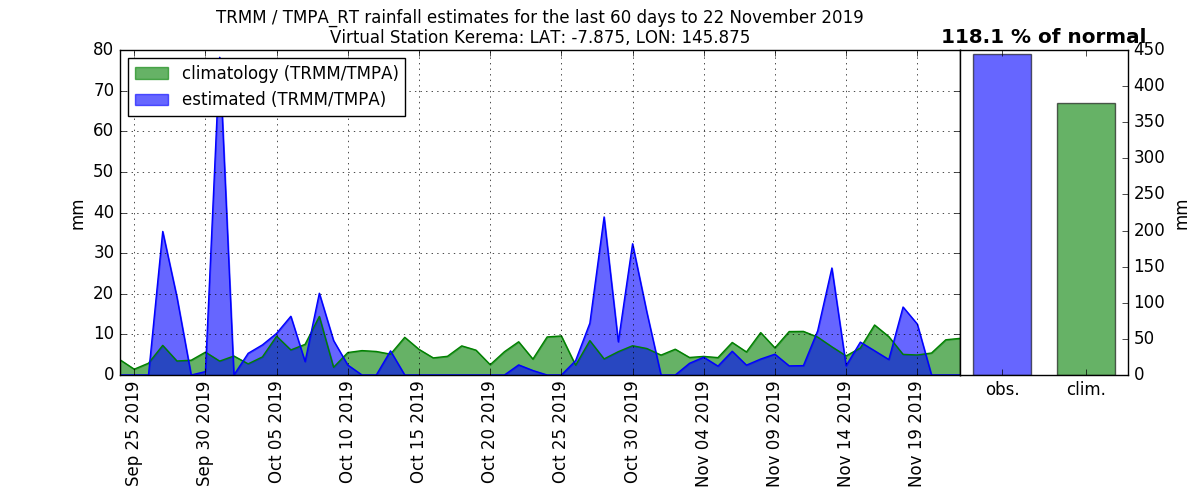 TRMM / TMPA_RT rainfall estimates for the last 60 days to 22 November 2019
Virtual Station Kerema: LAT: -7.875, LON: 145.875
118.1 % of normal
climatology (TRMM/TMPA)
estimated (TRMM/TMPA)
mm
80
70
60
50
40
30
20
10
0
Sep 25 2019
Sep 30 2019
Oct 05 2019
Oct 10 2019
Oct 15 2019
Oct 20 2019
Oct 25 2019
Oct 30 2019
Nov 04 2019
Nov 09 2019
Nov 14 2019
Nov 19 2019
450
400
350
300
250
200
150
100
50
0
mm
obs.
clim.